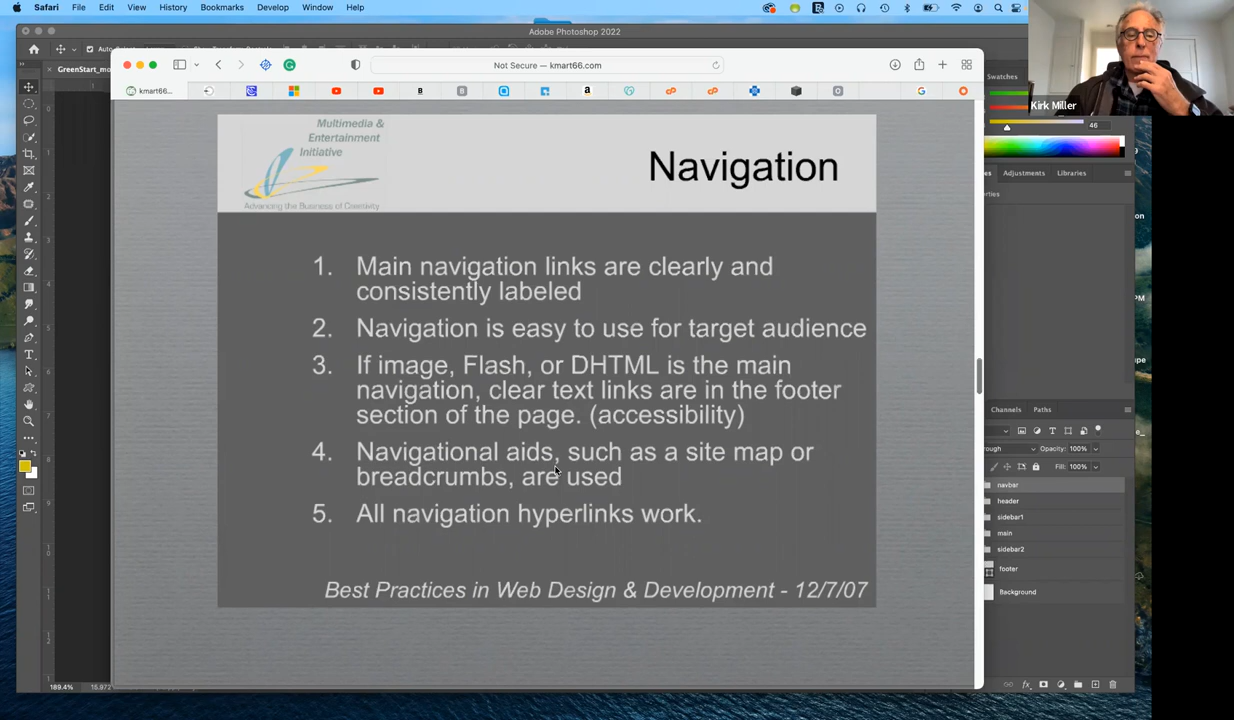 Safari File Edit View History Bookmarks Develop Window Help
Adobe Photoshop 2022
GreenStart_mo
Not Secure — kmart66.com
kmart66...
Kirk Miller
Swatches
46
Adjustments Libraries
Multimedia &
Entertainment
Initiative
Advancing the Business of Creativity
Navigation
1. Main navigation links are clearly and
consistently labeled
2. Navigation is easy to use for target audience
3. If image, Flash, or DHTML is the main
navigation, clear text links are in the footer
section of the page. (accessibility)
4. Navigational aids, such as a site map or
breadcrumbs, are used
5. All navigation hyperlinks work.
Best Practices in Web Design & Development - 12/7/07
Channels Paths
Opacity: 100%
Fill: 100%
navbar
header
sidebar1
main
sidebar2
footer
Background
189.4%